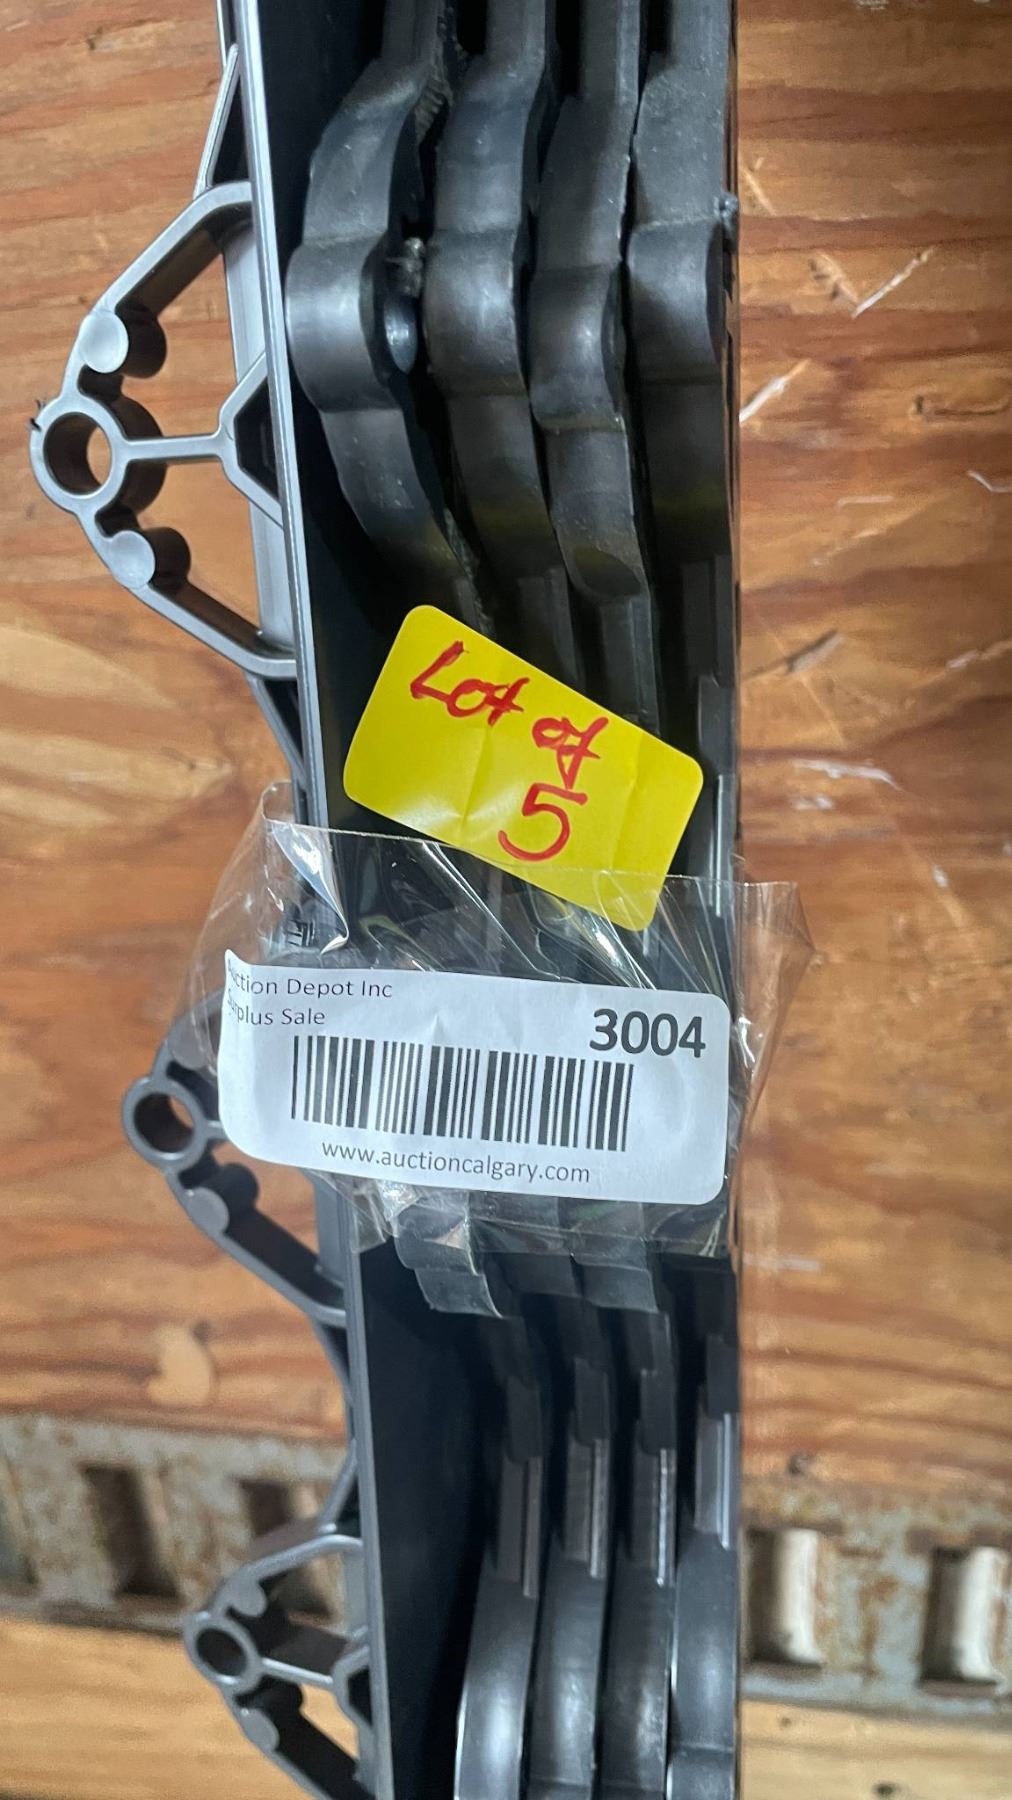 Lot of
5
Auction Depot Inc
Surplus Sale
3004
www.auctioncalgary.com